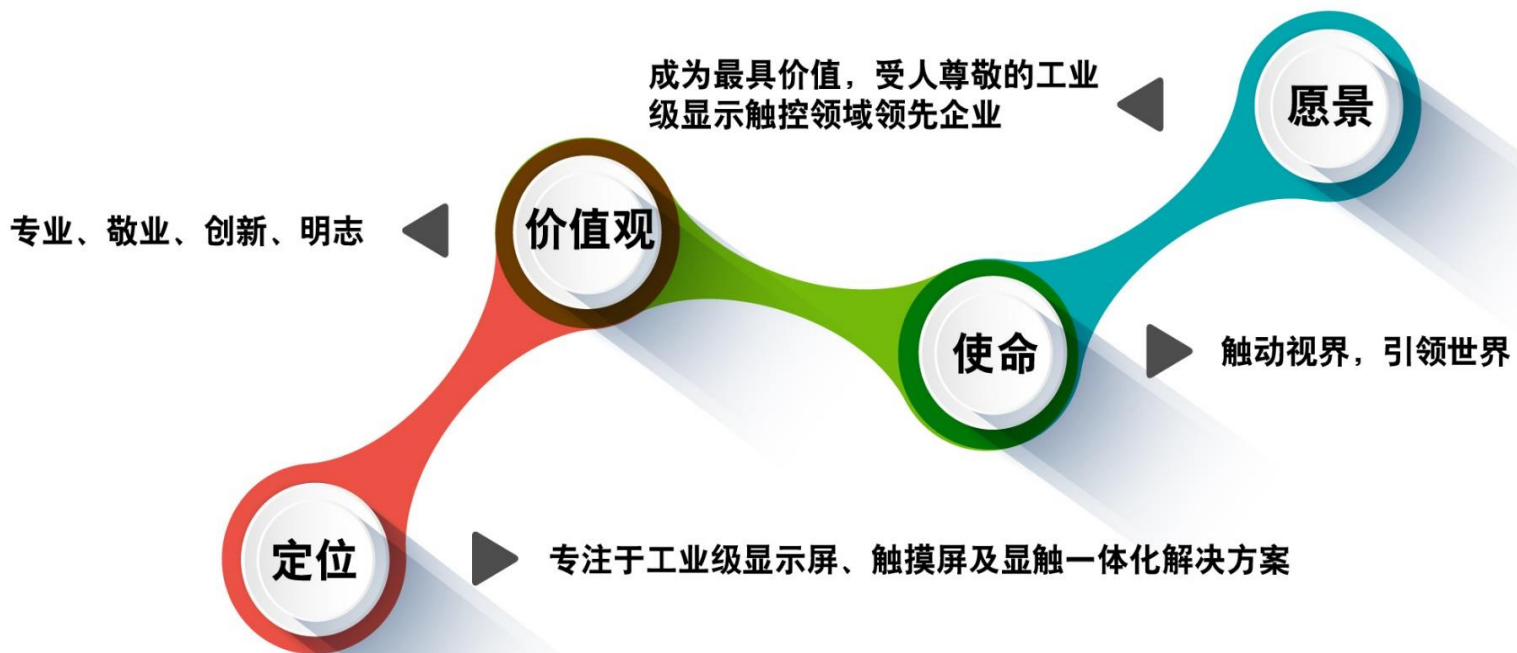 愿景
成为最具价值，受人尊敬的工业
级显示触控领域领先企业
价值观
专业、敬业、创新、明志
使命
触动视界，引领世界
定位
专注于工业级显示屏、触摸屏及显触一体化解决方案